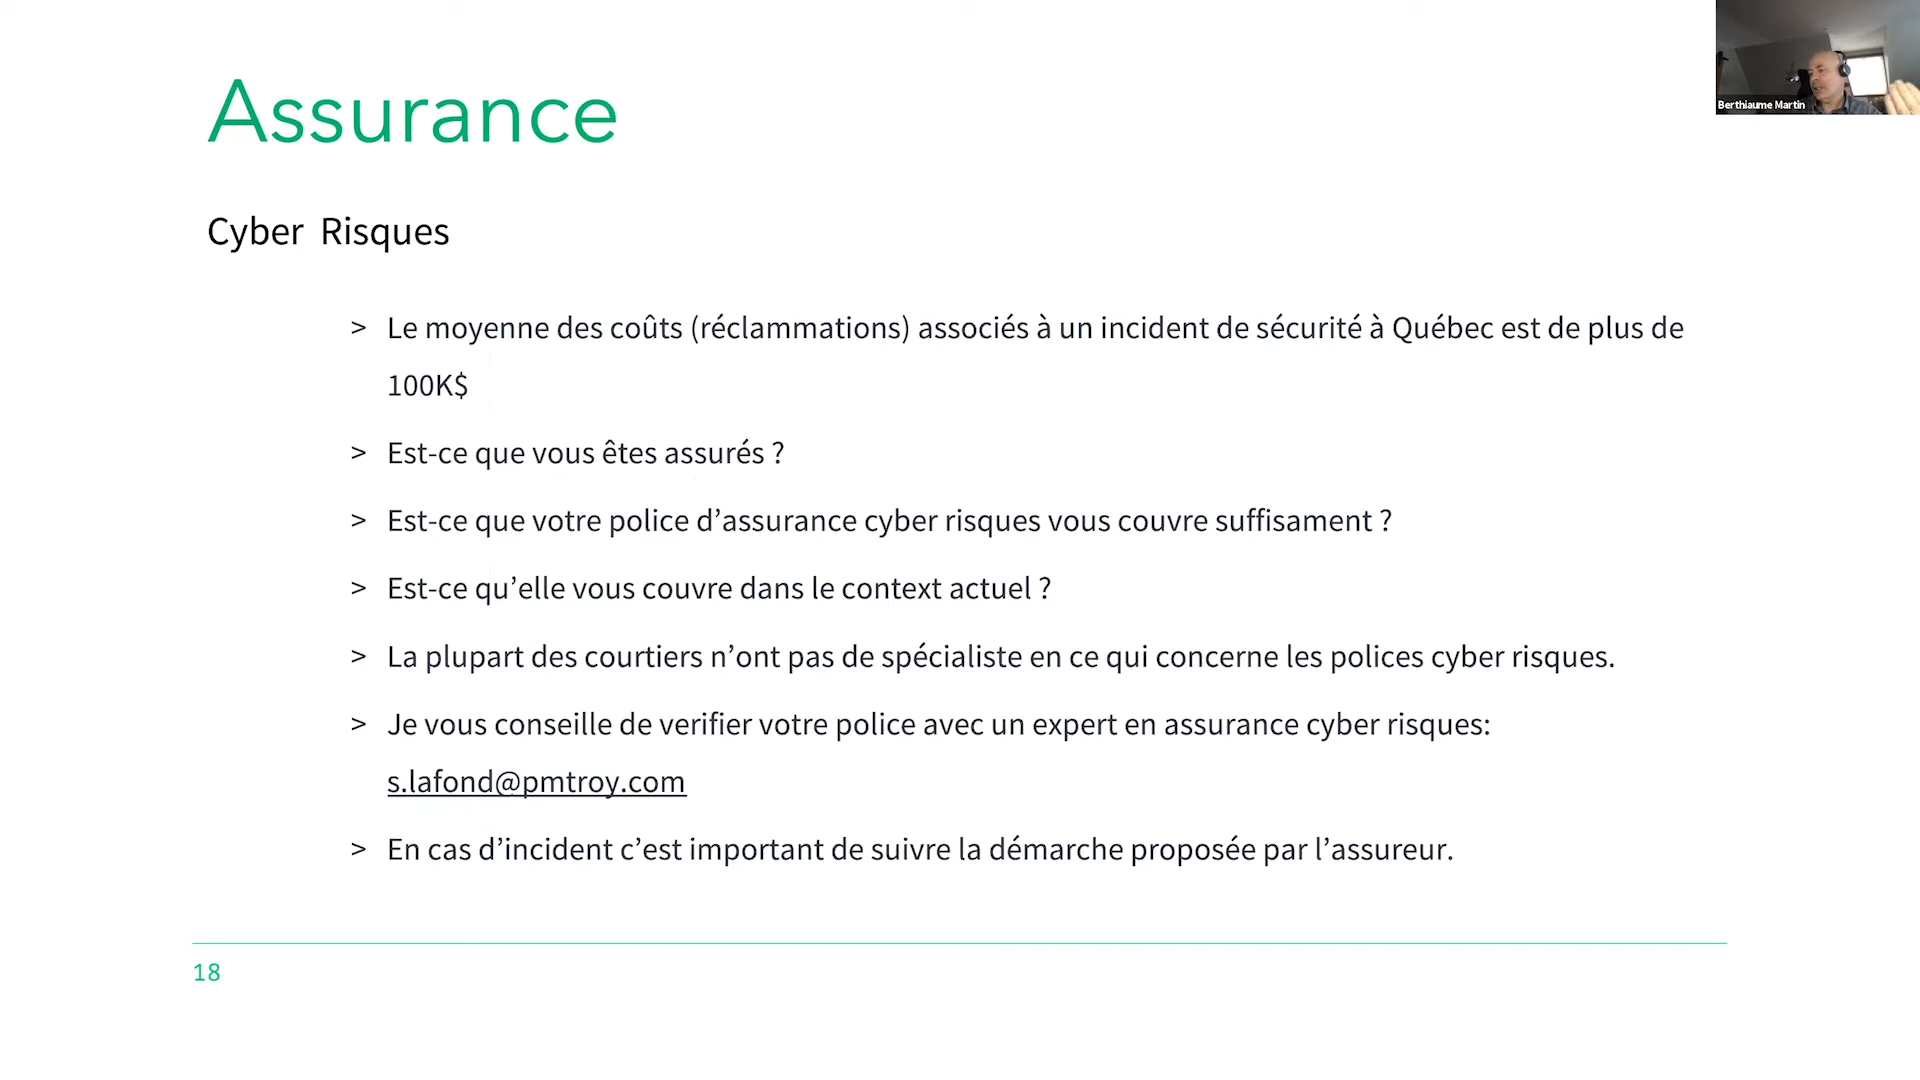 Assurance
Berthiaume Martin
Cyber Risques
> Le moyenne des coûts (réclammations) associés à un incident de sécurité à Québec est de plus de
100K$
> Est-ce que vous êtes assurés ?
> Est-ce que votre police d’assurance cyber risques vous couvre suffisament ?
> Est-ce qu’elle vous couvre dans le context actuel ?
> La plupart des courtiers n’ont pas de spécialiste en ce qui concerne les polices cyber risques.
> Je vous conseille de verifier votre police avec un expert en assurance cyber risques:
s.lafond@pmtroy.com
> En cas d’incident c’est important de suivre la démarche proposée par l’assureur.
18